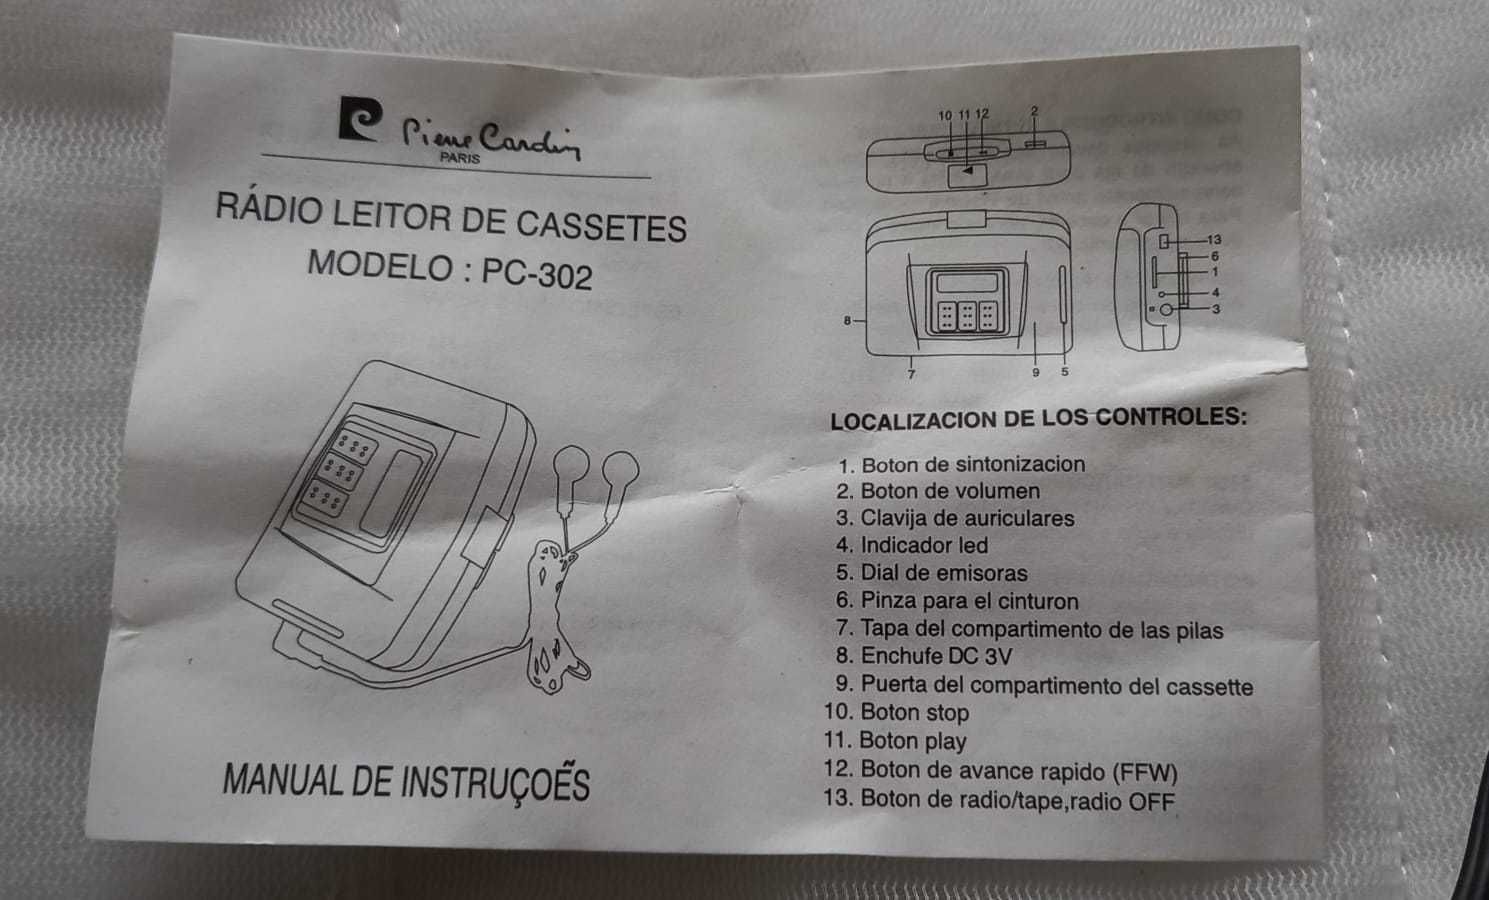 Pierre Cardin
PARIS
RÁDIO LEITOR DE CASSETES
MODELO : PC-302
MANUAL DE INSTRUÇOẼS
10 11 12 2
13
6
1
4
3
8
7 9 5
LOCALIZACION DE LOS CONTROLES:
1. Boton de sintonizacion
2. Boton de volumen
3. Clavija de auriculares
4. Indicador led
5. Dial de emisoras
6. Pinza para el cinturon
7. Tapa del compartimento de las pilas
8. Enchufe DC 3V
9. Puerta del compartimento del cassette
10. Boton stop
11. Boton play
12. Boton de avance rapido (FFW)
13. Boton de radio/tape,radio OFF